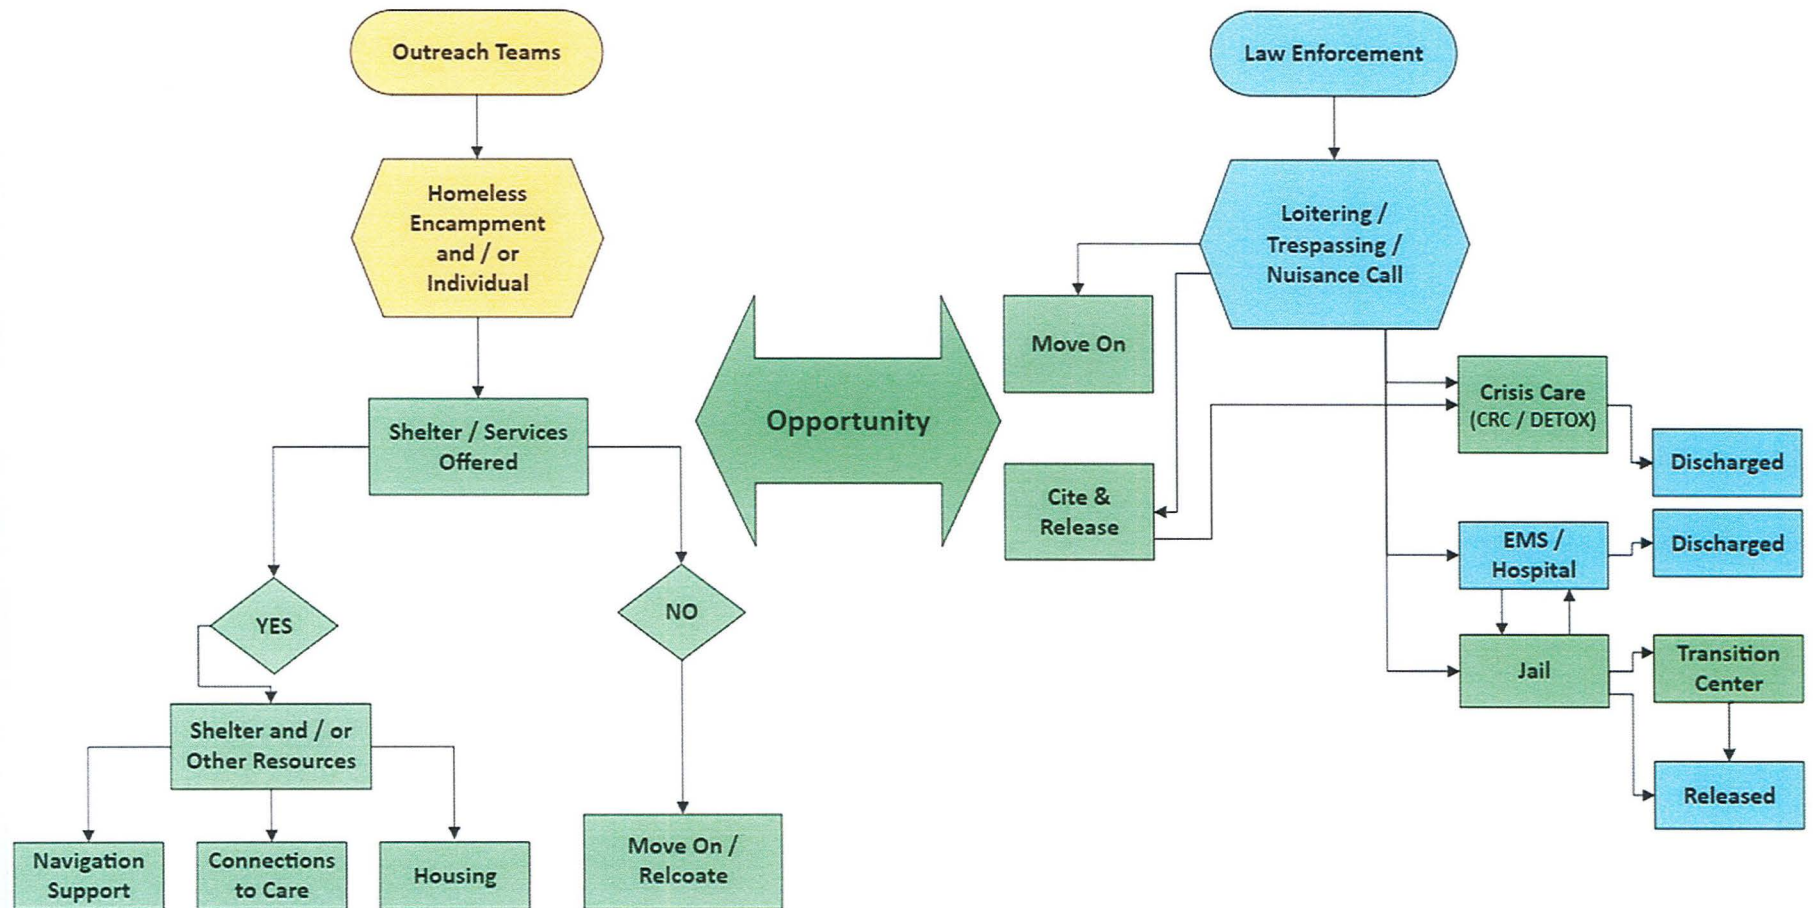 Outreach Teams
Homeless
Encampment
and / or
Individual
Shelter / Services
Offered
YES
NO
Shelter and / or
Other Resources
Navigation
Support
Connections
to Care
Housing
Move On /
Relcoate
Opportunity
Law Enforcement
Loitering /
Trespassing /
Nuisance Call
Move On
Cite &
Release
Crisis Care
(CRC / DETOX)
Discharged
EMS /
Hospital
Discharged
Jail
Transition
Center
Released